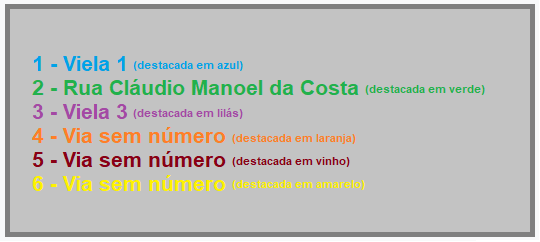 1 - Viela 1 (destacada em azul)
2 - Rua Cláudio Manoel da Costa (destacada em verde)
3 - Viela 3 (destacada em lilás)
4 - Via sem número (destacada em laranja)
5 - Via sem número (destacada em vinho)
6 - Via sem número (destacada em amarelo)